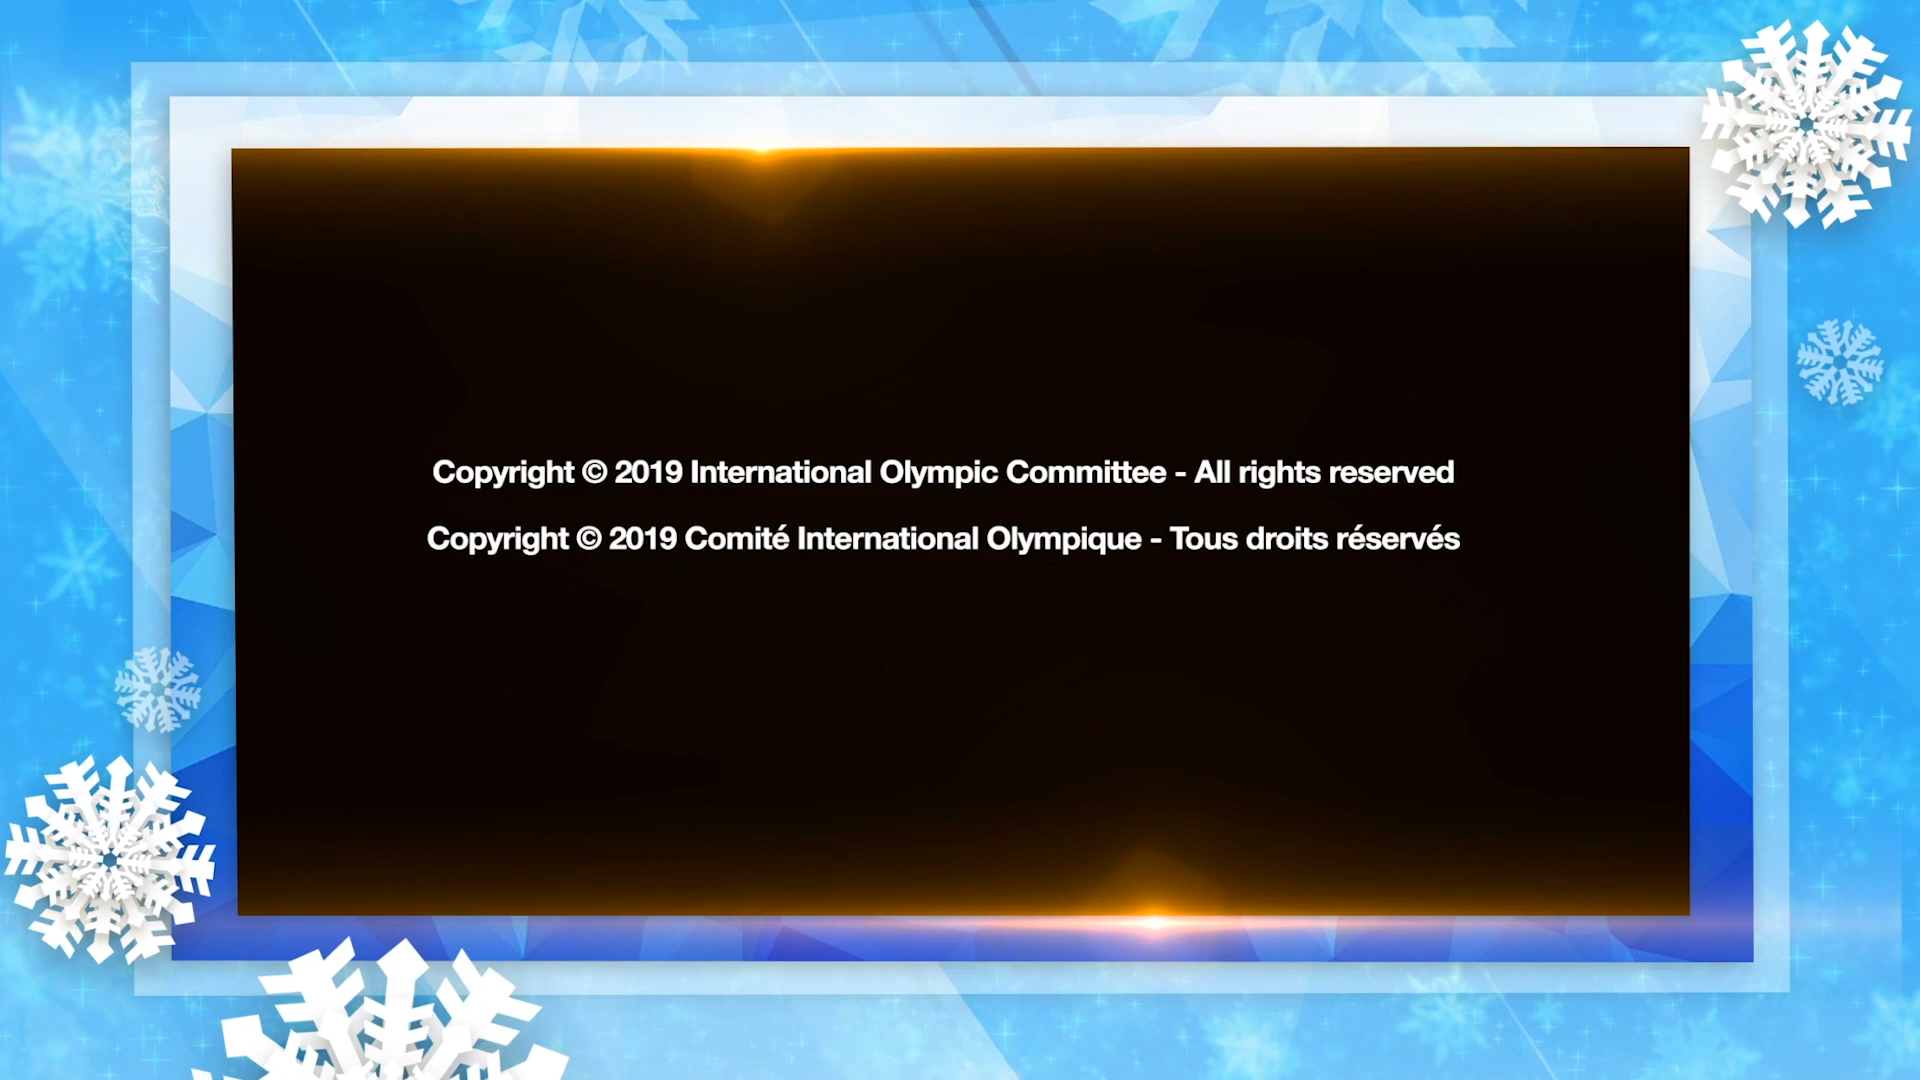 Copyright © 2019 International Olympic Committee - All rights reserved
Copyright © 2019 Comité International Olympique - Tous droits réservés